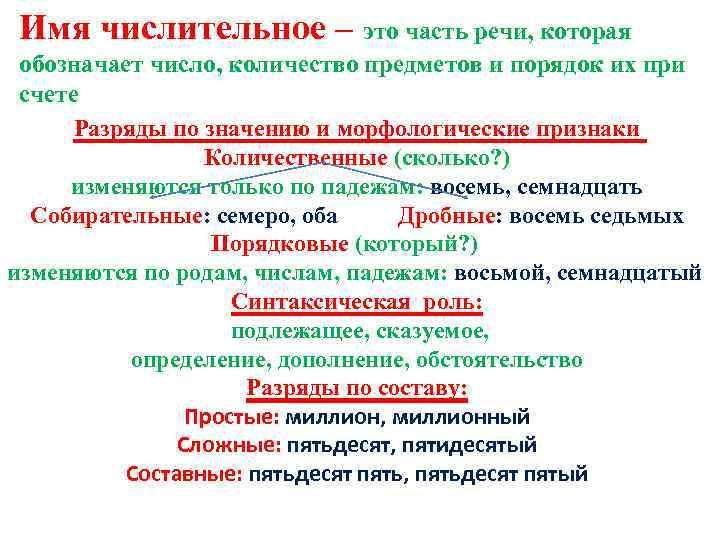 Имя числительное – это часть речи, которая
обозначает число, количество предметов и порядок их при
счете
Разряды по значению и морфологические признаки
Количественные (сколько? )
изменяются только по падежам: восемь, семнадцать
Собирательные: семеро, оба Дробные: восемь седьмых
Порядковые (который? )
изменяются по родам, числам, падежам: восьмой, семнадцатый
Синтаксическая роль:
подлежащее, сказуемое,
определение, дополнение, обстоятельство
Разряды по составу:
Простые: миллион, миллионный
Сложные: пятьдесят, пятидесятый
Составные: пятьдесят пять, пятьдесят пятый